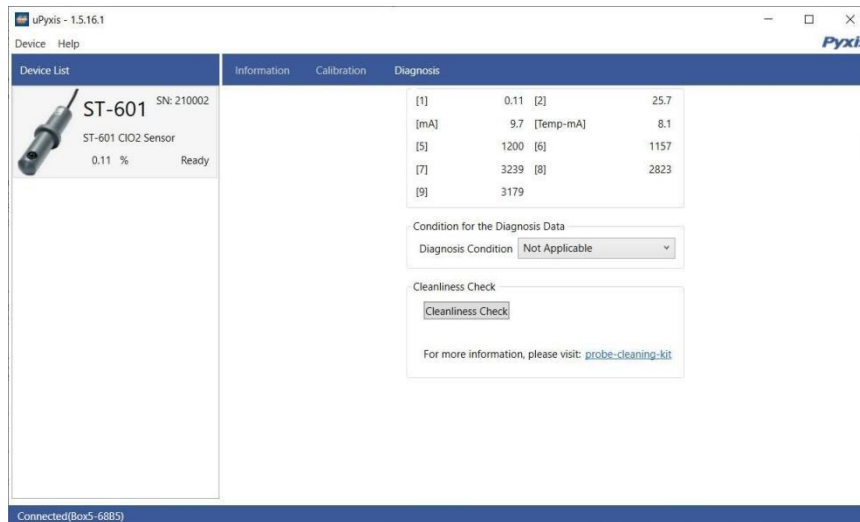 uPyxis - 1.5.16.1
Device Help
Pyxis
Device List
Information Calibration Diagnosis
ST-601 SN: 210002
ST-601 ClO2 Sensor
0.11 % Ready
[1] 0.11 [2] 25.7
[mA] 9.7 [Temp-mA] 8.1
[5] 1200 [6] 1157
[7] 3239 [8] 2823
[9] 3179
Condition for the Diagnosis Data
Diagnosis Condition Not Applicable
Cleanliness Check
Cleanliness Check
For more information, please visit: probe-cleaning-kit
Connected(Box5-68B5)